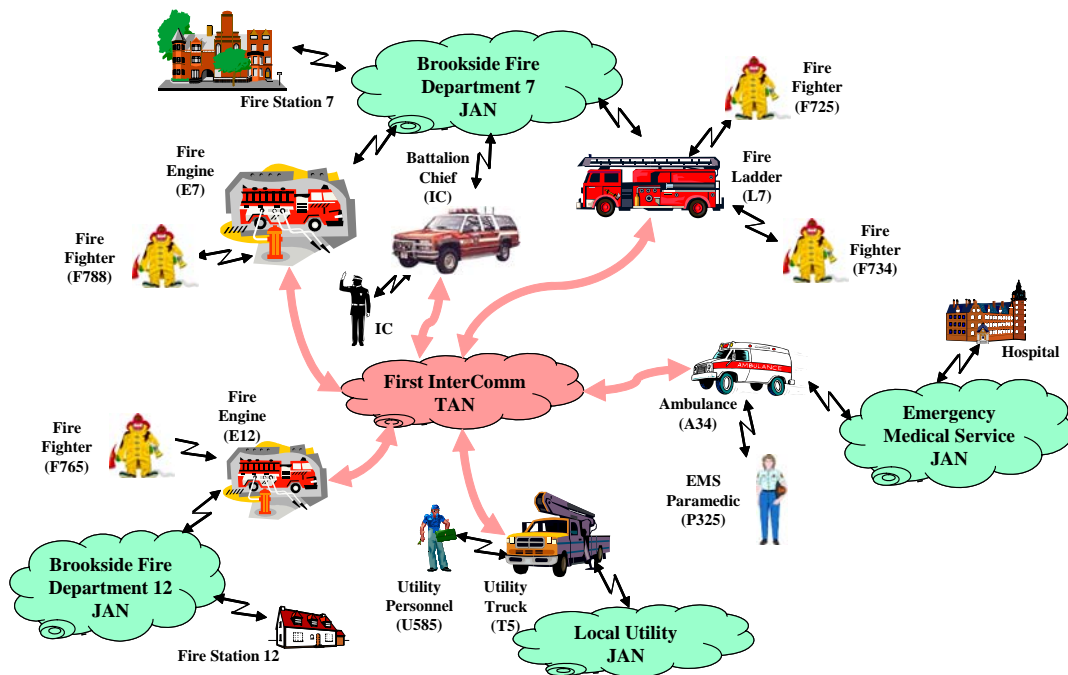 Brookside Fire
Department 7
JAN
Fire Station 7
Fire
Fighter
(F725)
Fire
Engine
(E7)
Battalion
Chief
(IC)
Fire
Ladder
(L7)
Fire
Fighter
(F788)
Fire
Fighter
(F734)
IC
Hospital
First InterComm
TAN
AMBULANCE
Ambulance
(A34)
Emergency
Medical Service
JAN
Fire
Engine
(E12)
Fire
Fighter
(F765)
EMS
Paramedic
(P325)
Brookside Fire
Department 12
JAN
Utility
Personnel
(U585)
Utility
Truck
(T5)
Local Utility
JAN
Fire Station 12